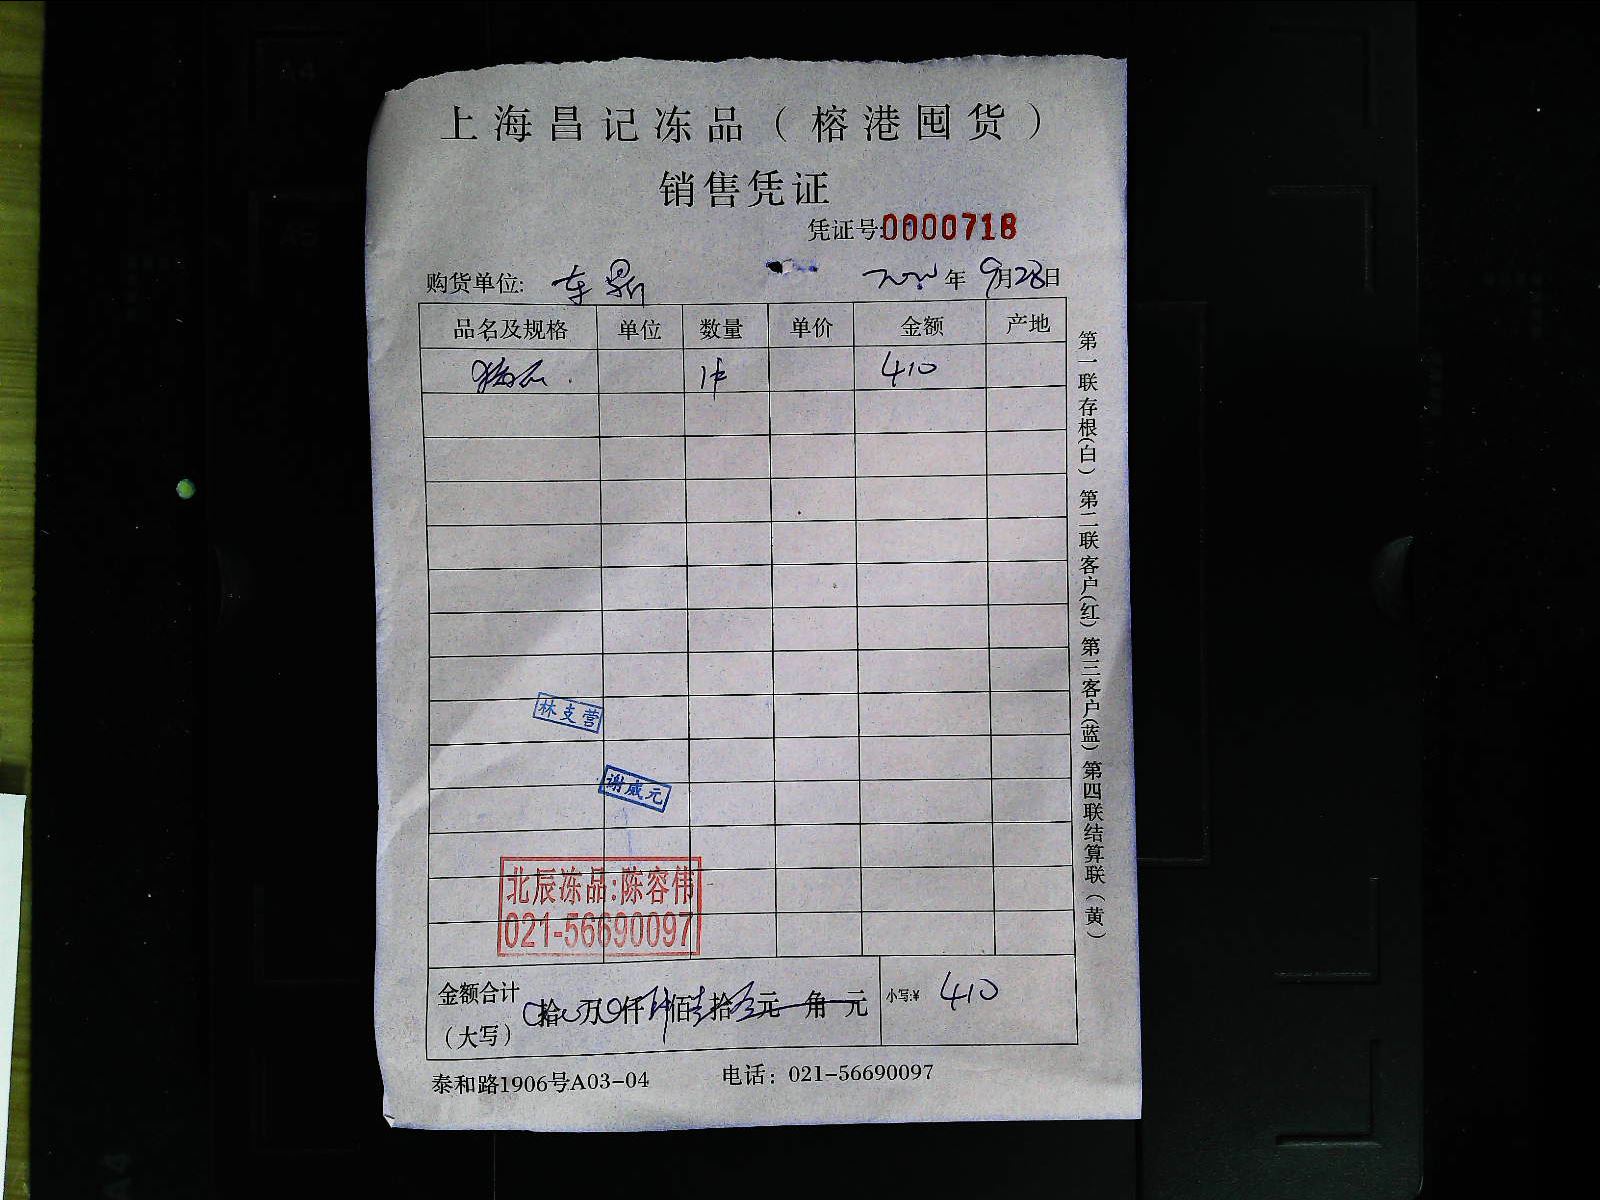 上海昌记冻品（榕港囤货）
销售凭证
凭证号:0000718
购货单位: 年 9月28日
品名及规格 单位 数量 单价 金额 产地
1件 410
林支营
谢威元
北辰冻品:陈容伟
021-56690097
金额合计（大写） 拾 万 仟 佰 拾 元 角 元 小写:¥ 410
泰和路1906号A03-04 电话：021-56690097
第一联存根(白) 第二联客户(红) 第三客户(蓝) 第四联结算联(黄)